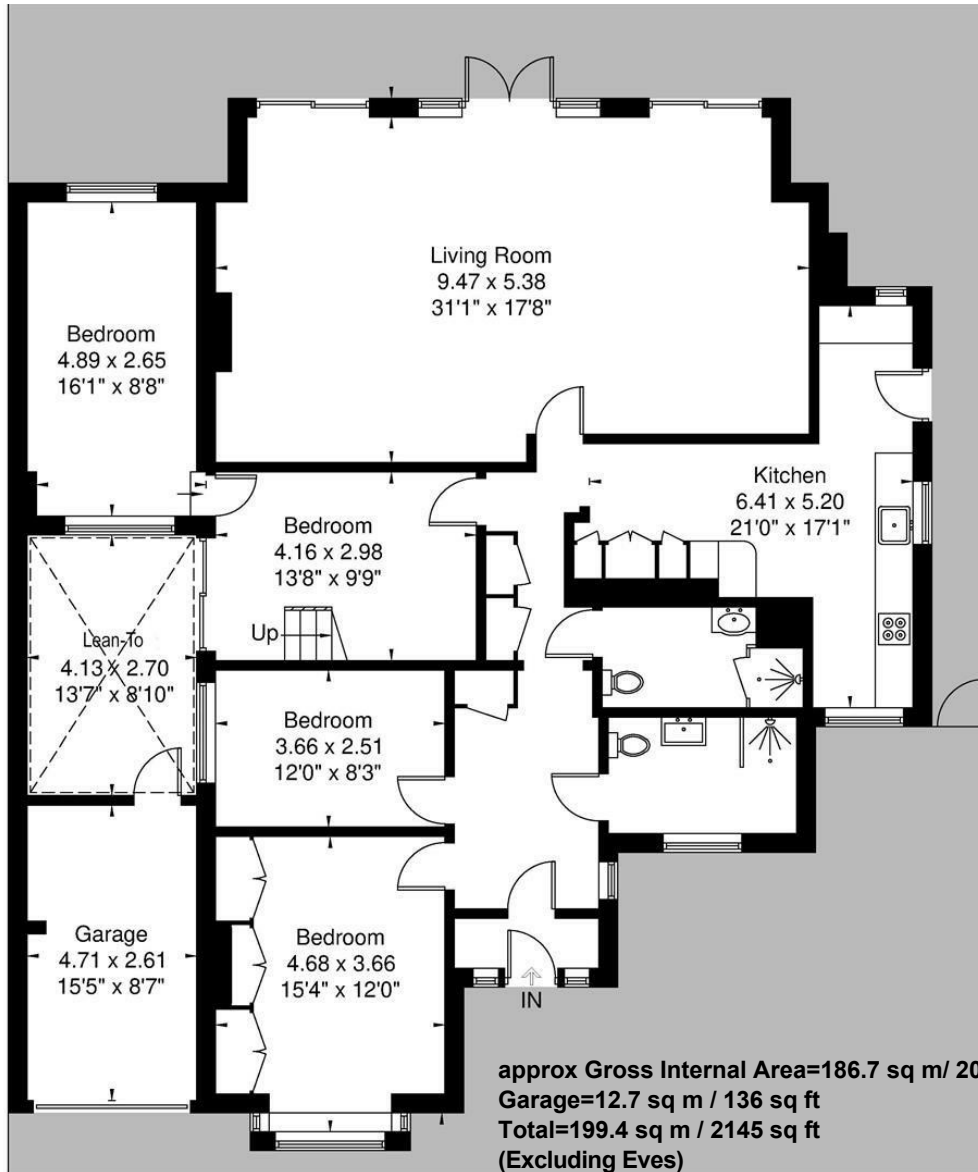 Living Room
9.47 x 5.38
31'1" x 17'8"
Bedroom
4.89 x 2.65
16'1" x 8'8"
Kitchen
6.41 x 5.20
21'0" x 17'1"
Bedroom
4.16 x 2.98
13'8" x 9'9"
Up
Lean-To
4.13 x 2.70
13'7" x 8'10"
Bedroom
3.66 x 2.51
12'0" x 8'3"
Garage
4.71 x 2.61
15'5" x 8'7"
Bedroom
4.68 x 3.66
15'4" x 12'0"
IN
approx Gross Internal Area=186.7 sq m/ 20
Garage=12.7 sq m / 136 sq ft
Total=199.4 sq m / 2145 sq ft
(Excluding Eves)